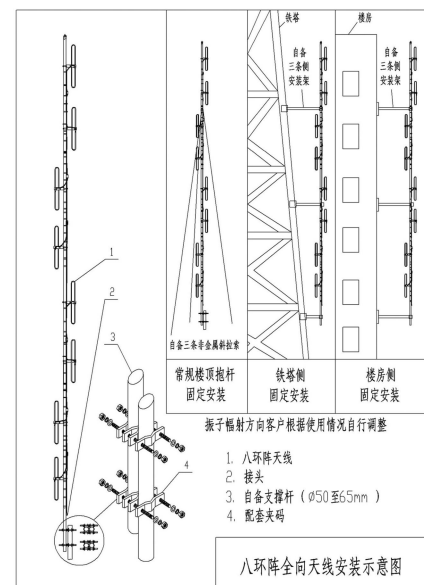 铁塔
楼房
自备
三条侧
安装架
自备
三条侧
安装架
1
2
3
自备三条非金属斜拉索
常规楼顶抱杆
固定安装
铁塔侧
固定安装
楼房侧
固定安装
振子幅射方向客户根据使用情况自行调整
4
1. 八环阵天线
2. 接头
3. 自备支撑杆（Ø50至65mm ）
4. 配套夹码
八环阵全向天线安装示意图